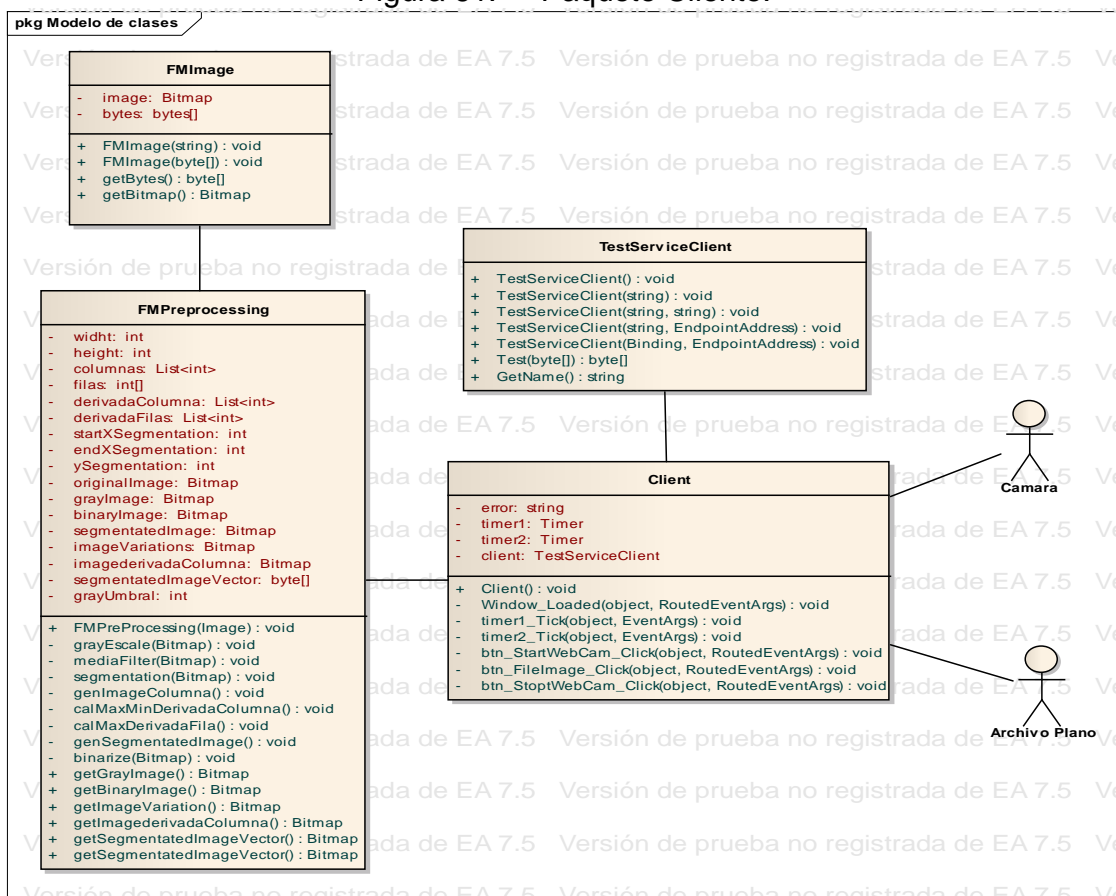 Paquete Cliente.
pkg Modelo de clases
FMImage
- image: Bitmap
- bytes: bytes[]
+ FMImage(string) : void
+ FMImage(byte[]) : void
+ getBytes() : byte[]
+ getBitmap() : Bitmap
TestServiceClient
+ TestServiceClient() : void
+ TestServiceClient(string) : void
+ TestServiceClient(string, string) : void
+ TestServiceClient(string, EndpointAddress) : void
+ TestServiceClient(Binding, EndpointAddress) : void
+ Test(byte[]) : byte[]
+ GetName() : string
FMPreprocessing
- widht: int
- height: int
- columnas: List<int>
- filas: int[]
- derivadaColumna: List<int>
- derivadaFilas: List<int>
- startXSegmentation: int
- endXSegmentation: int
- ySegmentation: int
- originalImage: Bitmap
- grayImage: Bitmap
- binaryImage: Bitmap
- segmentatedImage: Bitmap
- imageVariations: Bitmap
- imagederivadaColumna: Bitmap
- segmentatedImageVector: byte[]
- grayUmbral: int
+ FMPreProcessing(Image) : void
- grayEscale(Bitmap) : void
- mediaFilter(Bitmap) : void
- segmentation(Bitmap) : void
- genImageColumna() : void
- calMaxMinDerivadaColumna() : void
- calMaxDerivadaFila() : void
- genSegmentatedImage() : void
- binarize(Bitmap) : void
+ getGrayImage() : Bitmap
+ getBinaryImage() : Bitmap
+ getImageVariation() : Bitmap
+ getImagederivadaColumna() : Bitmap
+ getSegmentatedImageVector() : Bitmap
+ getSegmentatedImageVector() : Bitmap
Client
- error: string
- timer1: Timer
- timer2: Timer
- client: TestServiceClient
+ Client() : void
- Window_Loaded(object, RoutedEventArgs) : void
- timer1_Tick(object, EventArgs) : void
- timer2_Tick(object, EventArgs) : void
- btn_StartWebCam_Click(object, RoutedEventArgs) : void
- btn_FileImage_Click(object, RoutedEventArgs) : void
- btn_StoptWebCam_Click(object, RoutedEventArgs) : void
Camara
Archivo Plano
Versión de prueba no registrada de EA 7.5